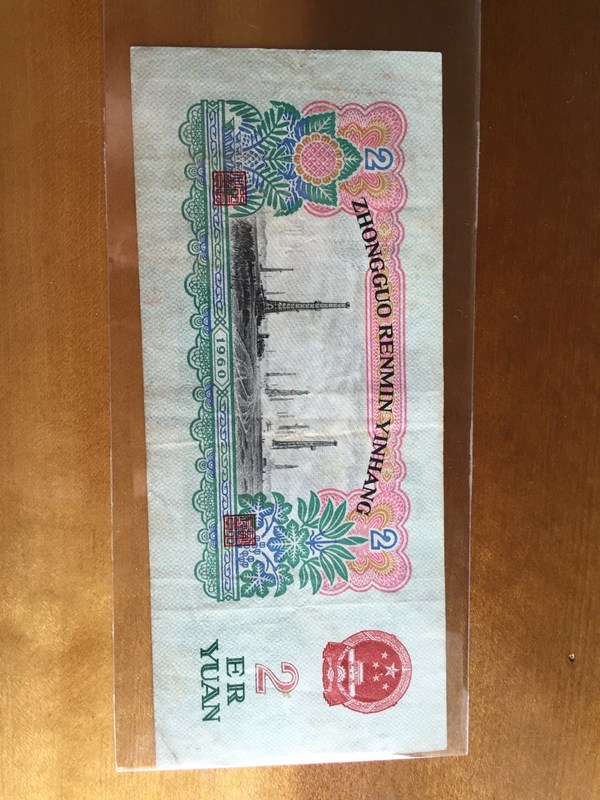 2
ZHONGGUO RENMIN YINHANG
2
1960
2
ER
YUAN